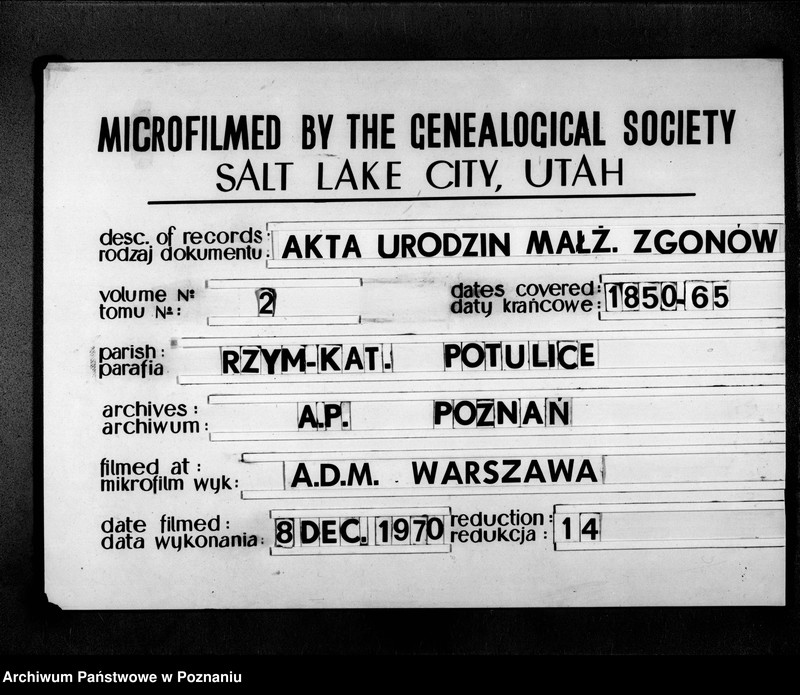 MICROFILMED BY THE GENEALOGICAL SOCIETY
SALT LAKE CITY, UTAH
desc. of records: AKTA URODZIN MAŁŻ. ZGONÓW
rodzaj dokumentu:
volume Nº 2 dates covered: 1850-65
tomu Nº: daty krańcowe:
parish: RZYM-KAT. POTULICE
parafia
archives: A.P. POZNAŃ
archiwum:
filmed at: A.D.M. WARSZAWA
mikrofilm wyk:
date filmed: 8 DEC. 1970 reduction: 14
data wykonania: redukcja:
Archiwum Państwowe w Poznaniu